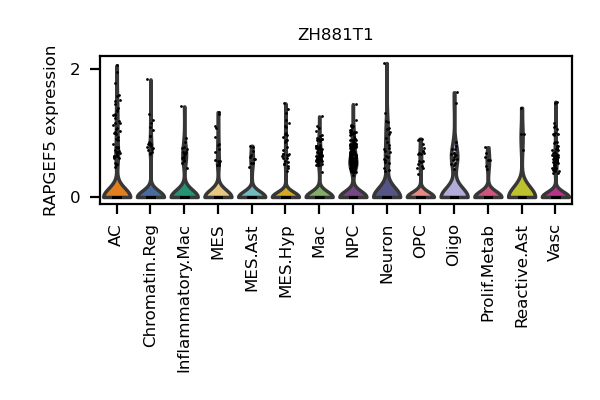 ZH881T1
RAPGEF5 expression
2
0
AC
Chromatin.Reg
Inflammatory.Mac
MES
MES.Ast
MES.Hyp
Mac
NPC
Neuron
OPC
Oligo
Prolif.Metab
Reactive.Ast
Vasc